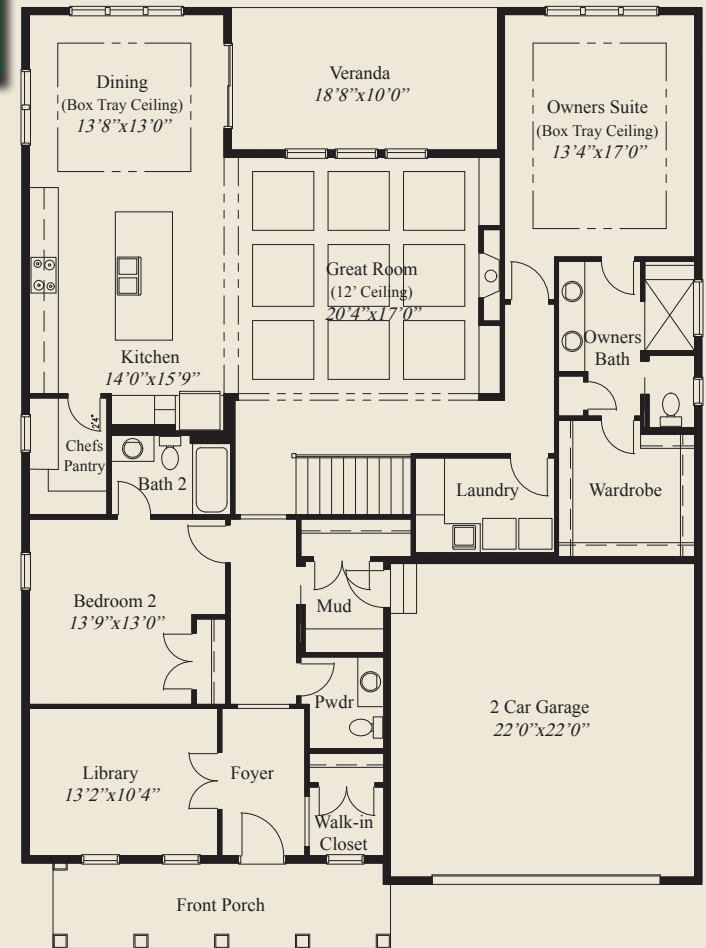 Dining
(Box Tray Ceiling)
13’8”x13’0”
Veranda
18’8”x10’0”
Owners Suite
(Box Tray Ceiling)
13’4”x17’0”
Great Room
(12’ Ceiling)
20’4”x17’0”
Kitchen
14’0”x15’9”
Owners
Bath
2'4"
Chefs
Pantry
Bath 2
Laundry
Wardrobe
Bedroom 2
13’9”x13’0”
Mud
Pwdr
2 Car Garage
22’0”x22’0”
Library
13’2”x10’4”
Foyer
Walk-in
Closet
Front Porch